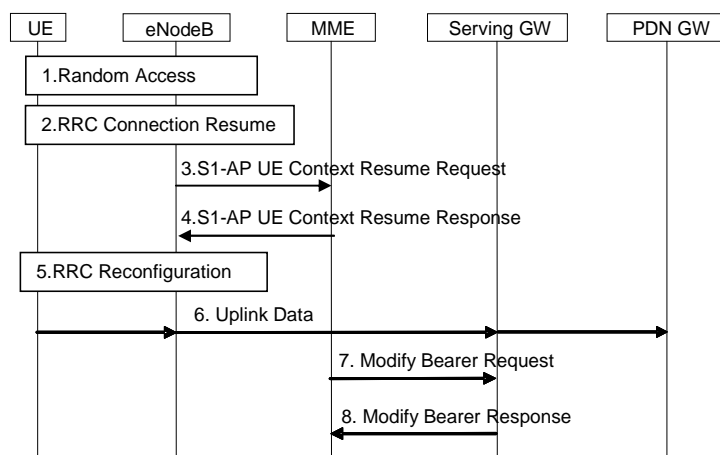 UE eNodeB MME Serving GW PDN GW
1.Random Access
2.RRC Connection Resume
3.S1-AP UE Context Resume Request
4.S1-AP UE Context Resume Response
5.RRC Reconfiguration
6. Uplink Data
7. Modify Bearer Request
8. Modify Bearer Response